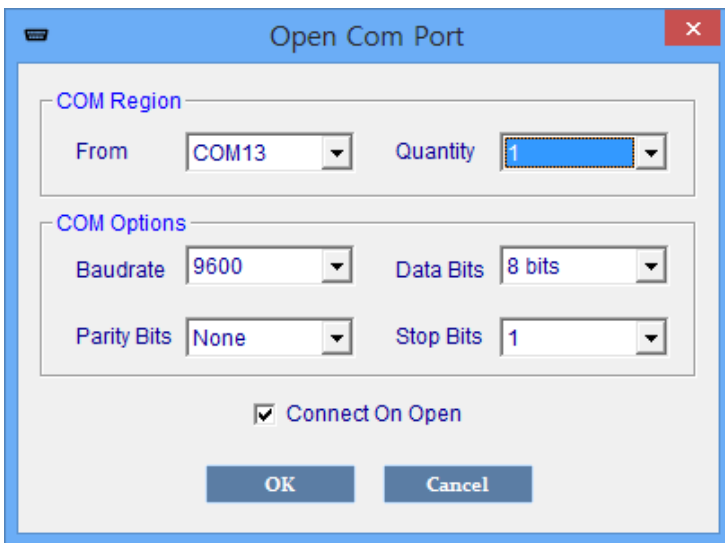 Open Com Port
COM Region
From COM13 Quantity 1
COM Options
Baudrate 9600 Data Bits 8 bits
Parity Bits None Stop Bits 1
Connect On Open
OK Cancel